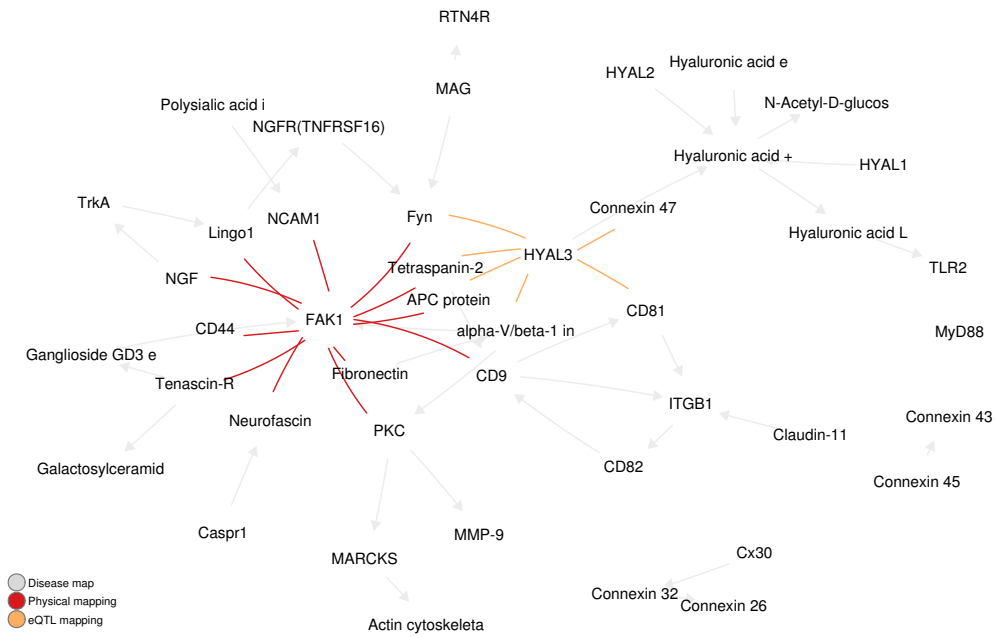 RTN4R
Hyaluronic acid e
HYAL2
MAG
N-Acetyl-D-glucos
Polysialic acid i
NGFR(TNFRSF16)
Hyaluronic acid +
HYAL1
TrkA
Connexin 47
NCAM1
Fyn
Lingo1
Hyaluronic acid L
HYAL3
Tetraspanin-2
TLR2
NGF
APC protein
CD81
FAK1
CD44
alpha-V/beta-1 in
MyD88
Ganglioside GD3 e
Fibronectin
CD9
Tenascin-R
ITGB1
Connexin 43
Neurofascin
PKC
Claudin-11
Galactosylceramid
CD82
Connexin 45
Caspr1
MMP-9
Cx30
MARCKS
Disease map
Connexin 32
Physical mapping
Connexin 26
eQTL mapping
Actin cytoskeleta